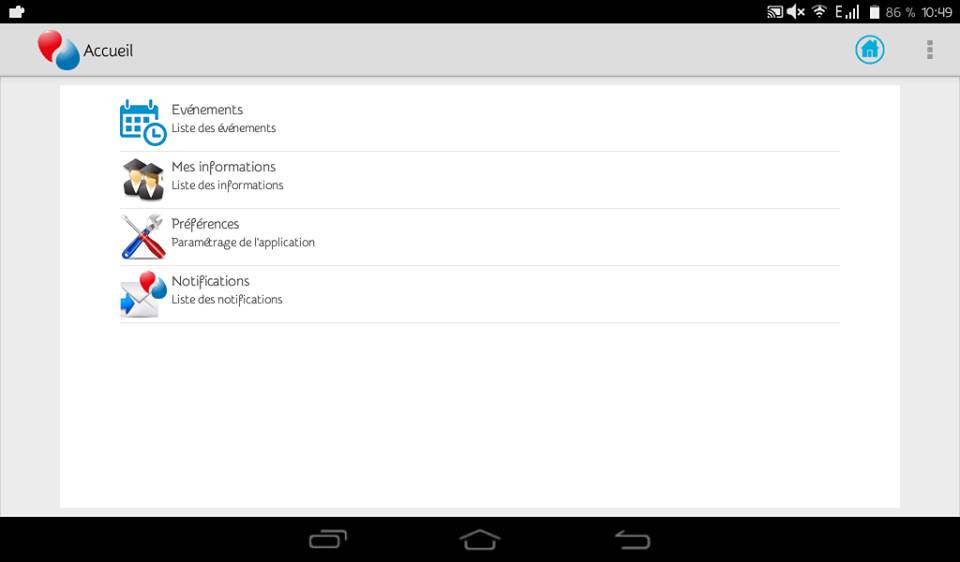 E 86 % 10:49
Accueil
Evénements
Liste des événements
Mes informations
Liste des informations
Préférences
Paramétrage de l'application
Notifications
Liste des notifications